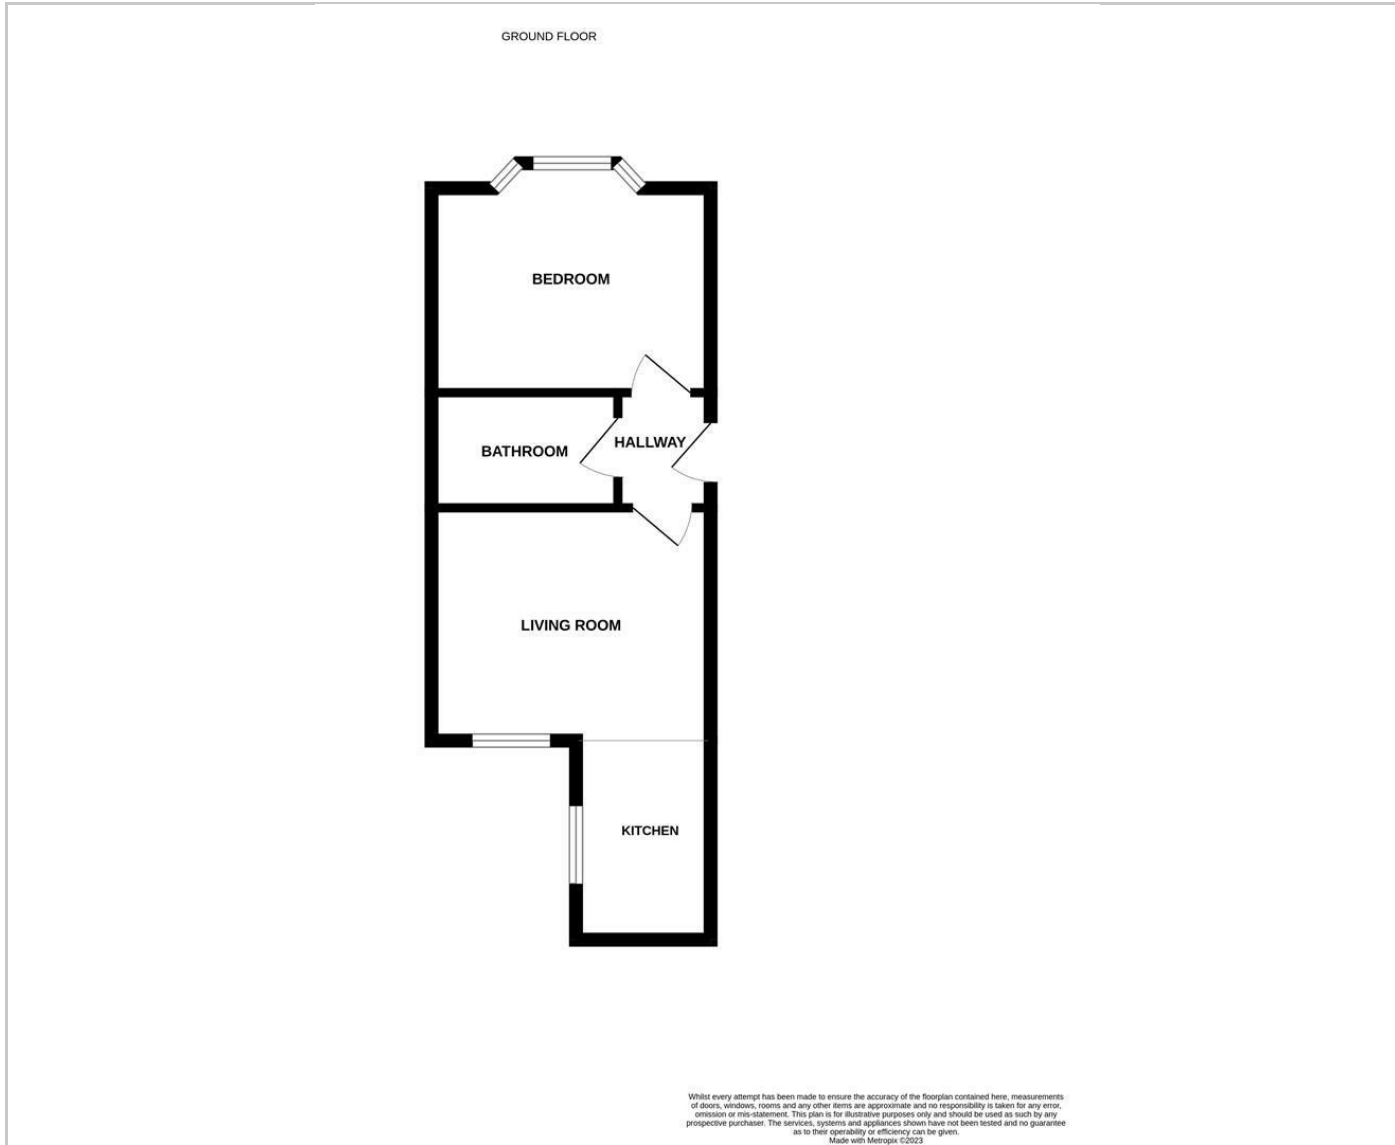 GROUND FLOOR
BEDROOM
BATHROOM
HALLWAY
LIVING ROOM
KITCHEN
Whilst every attempt has been made to ensure the accuracy of the floorplan contained here, measurements
of doors, windows, rooms and any other items are approximate and no responsibility is taken for any error,
omission or mis-statement. This plan is for illustrative purposes only and should be used as such by any
prospective purchaser. The services, systems and appliances shown have not been tested and no guarantee
as to their operability or efficiency can be given.
Made with Metropix ©2023